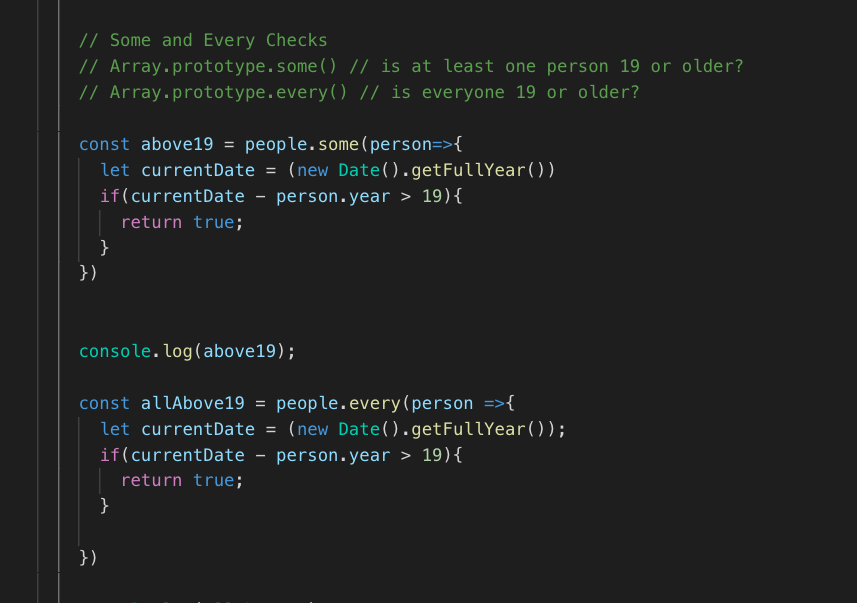 // Some and Every Checks
// Array.prototype.some() // is at least one person 19 or older?
// Array.prototype.every() // is everyone 19 or older?
const above19 = people.some(person=>{
let currentDate = (new Date().getFullYear())
if(currentDate - person.year > 19){
return true;
}
})
console.log(above19);
const allAbove19 = people.every(person =>{
let currentDate = (new Date().getFullYear());
if(currentDate - person.year > 19){
return true;
}
})